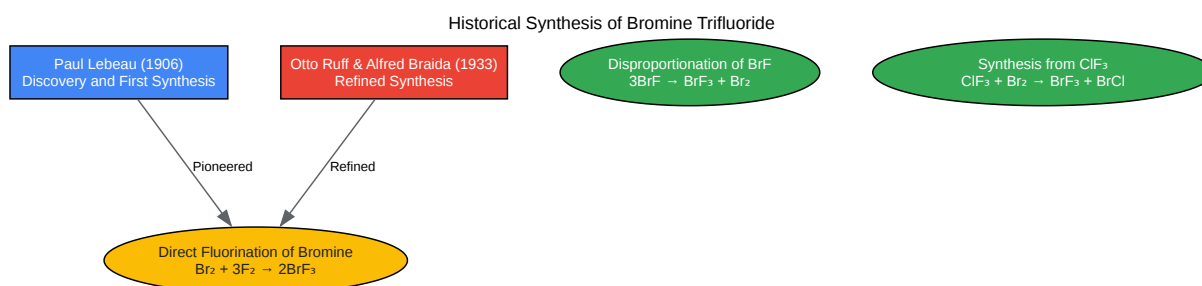 Historical Synthesis of Bromine Trifluoride
Paul Lebeau (1906)
Discovery and First Synthesis
Otto Ruff & Alfred Braida (1933)
Refined Synthesis
Disproportionation of BrF
3BrF → BrF₃ + Br₂
Synthesis from ClF₃
ClF₃ + Br₂ → BrF₃ + BrCl
Pioneered
Refined
Direct Fluorination of Bromine
Br₂ + 3F₂ → 2BrF₃